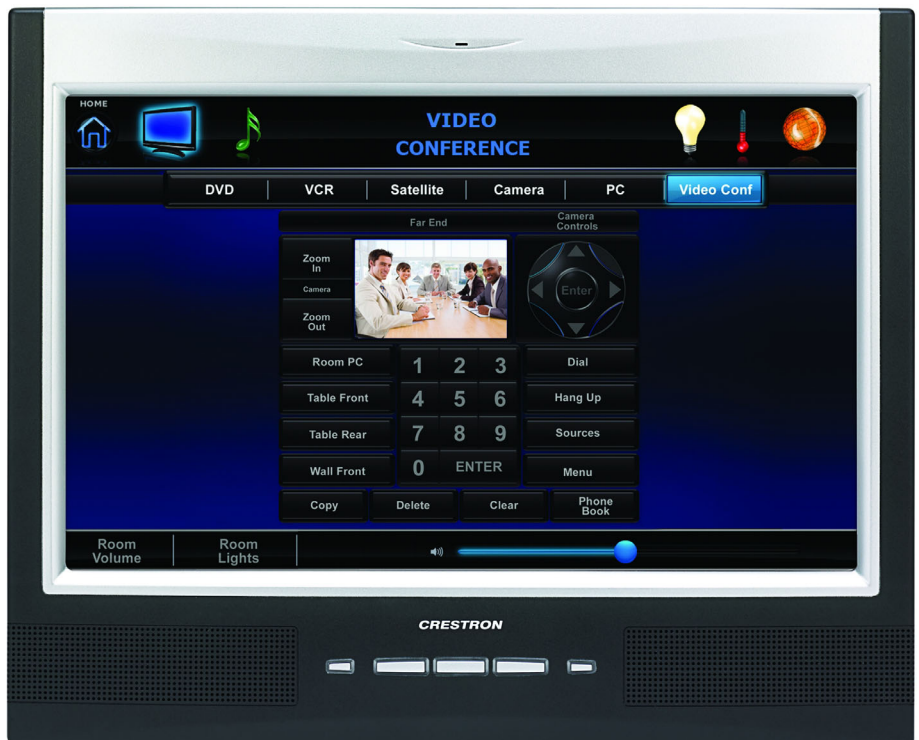 HOME
VIDEO
CONFERENCE
DVD VCR Satellite Camera PC Video Conf
Far End
Camera
Controls
Zoom
In
Camera
Zoom
Out
Enter
Room PC 1 2 3 Dial
Table Front 4 5 6 Hang Up
Table Rear 7 8 9 Sources
Wall Front 0 ENTER Menu
Copy Delete Clear Phone
Book
Room
Volume
Room
Lights
CRESTRON